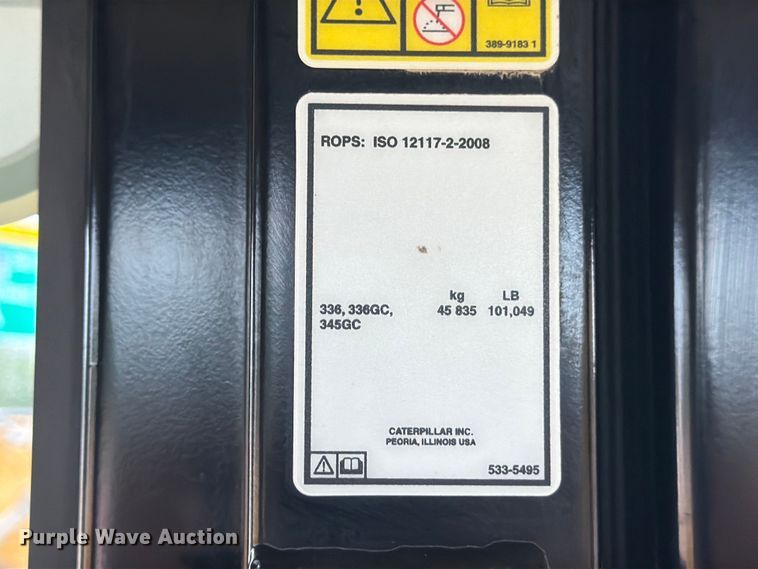 389-9183 1
ROPS: ISO 12117-2-2008
kg LB
336, 336GC, 45 835 101,049
345GC
CATERPILLAR INC.
PEORIA, ILLINOIS USA
533-5495
Purple Wave Auction